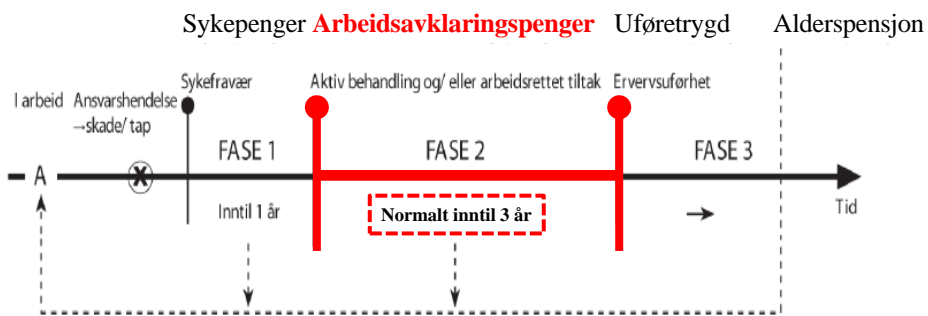 Sykepenger Arbeidsavklaringspenger Uføretrygd Alderspensjon
Sykefravær Aktiv behandling og/ eller arbeidsrettet tiltak Ervervsuførhet
I arbeid Ansvarshendelse
→skade/ tap
FASE 1 FASE 2 FASE 3
A X
Inntil 1 år Normalt inntil 3 år → Tid